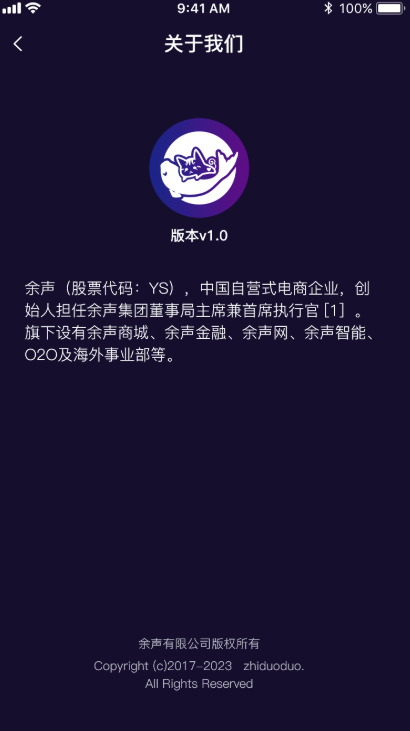 9:41 AM
100%
关于我们
版本v1.0
余声（股票代码：YS），中国自营式电商企业，创
始人担任余声集团董事局主席兼首席执行官 [1] 。
旗下设有余声商城、余声金融、余声网、余声智能、
O2O及海外事业部等。
余声有限公司版权所有
Copyright (c)2017-2023 zhiduoduo.
All Rights Reserved